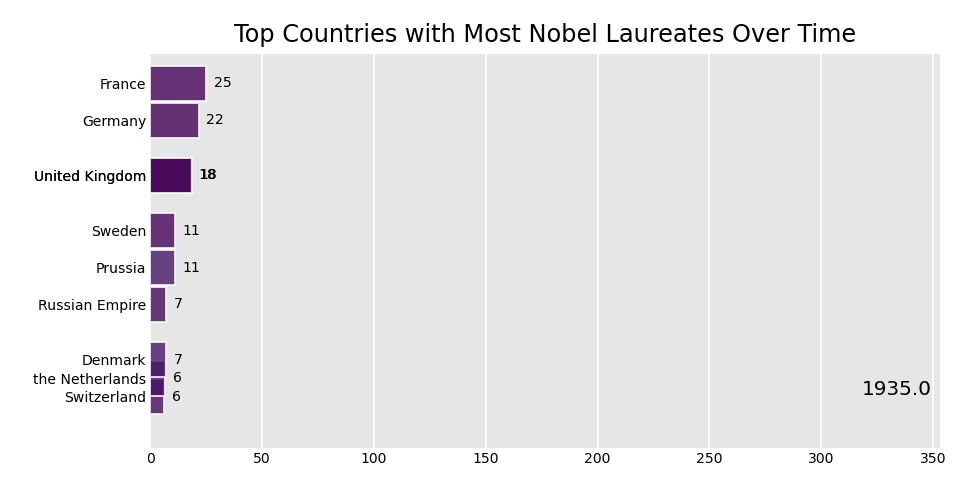 Top Countries with Most Nobel Laureates Over Time
France 25
Germany 22
United Kingdom 18
Sweden 11
Prussia 11
Russian Empire 7
Denmark 7
the Netherlands 6
Switzerland 6
1935.0
0 50 100 150 200 250 300 350